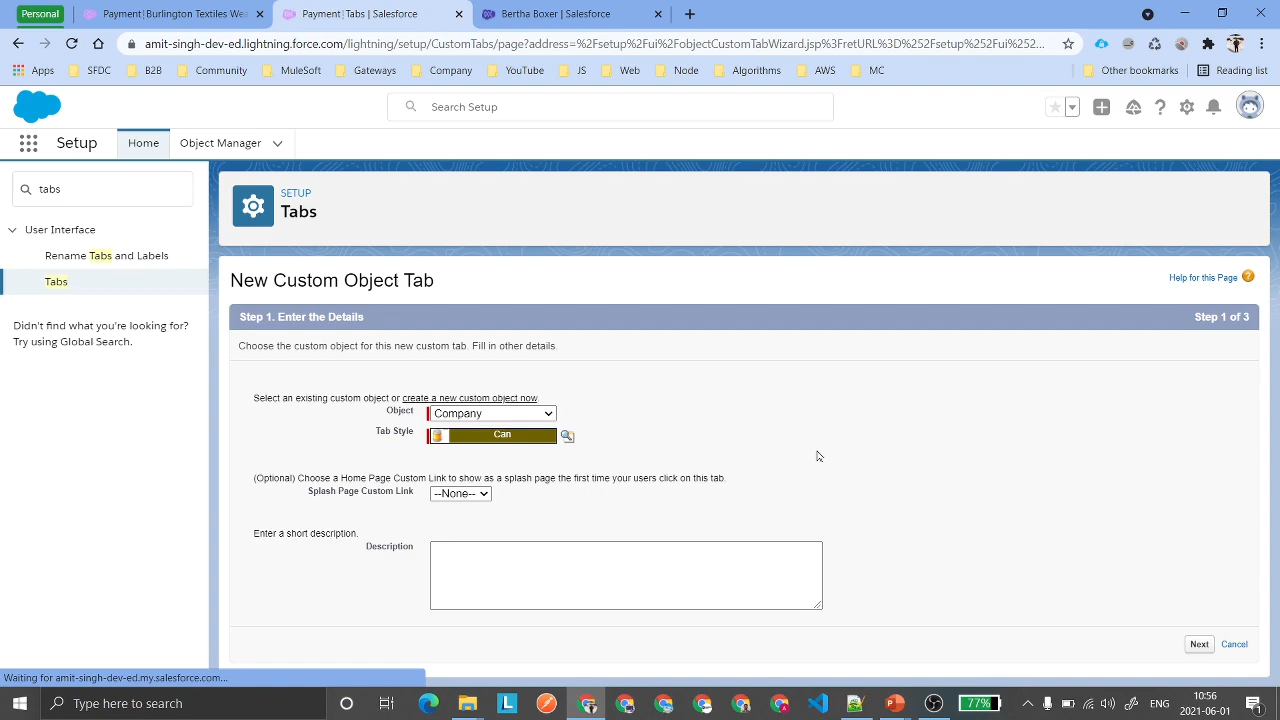 Personal
Payment | Burlington Textiles Wea
Payment | Tabs | Salesforce
Bertha Boxer | Salesforce
amit-singh-dev-ed.lightning.force.com/lightning/setup/CustomTabs/page?address=%2Fsetup%2Fui%2FobjectCustomTabWizard.jsp%3FretURL%3D%252Fsetup%252Fui%252...
Apps
SFDC
B2B
Community
MuleSoft
Gateways
Company
YouTube
JS
Web
Node
Algorithms
AWS
MC
Other bookmarks
Reading list
Search Setup
Setup
Home
Object Manager
tabs
User Interface
Rename Tabs and Labels
Tabs
Didn't find what you're looking for?
Try using Global Search.
SETUP
Tabs
New Custom Object Tab
Help for this Page
Step 1. Enter the Details
Step 1 of 3
Choose the custom object for this new custom tab. Fill in other details.
Select an existing custom object or create a new custom object now.
Object
Company
Tab Style
Can
(Optional) Choose a Home Page Custom Link to show as a splash page the first time your users click on this tab.
Splash Page Custom Link
--None--
Enter a short description.
Description
Next
Cancel
Waiting for amit-singh-dev-ed.my.salesforce.com...
Type here to search
77%
10:56
2021-06-01